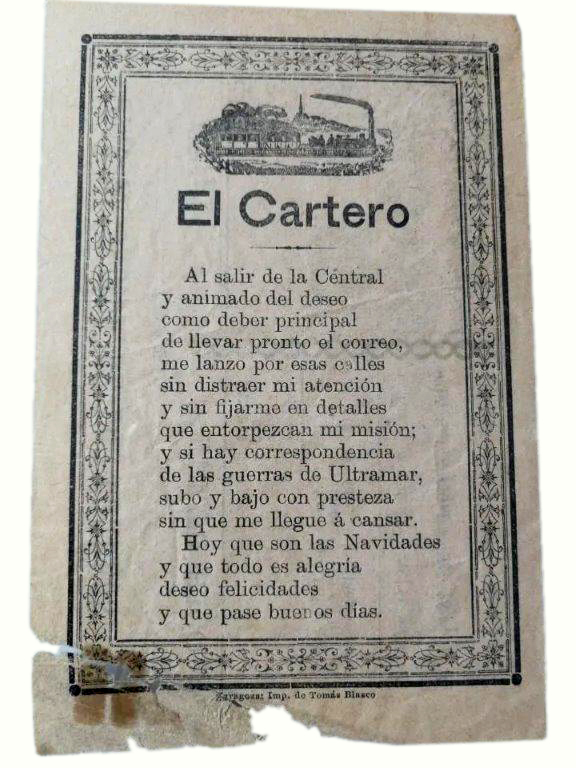 El Cartero
Al salir de la Céntral
y animado del deseo
como deber principal
de llevar pronto el correo,
me lanzo por esas calles
sin distraer mi atención
y sin fijarme en detalles
que entorpezcan mi misión;
y si hay correspondencia
de las guerras de Ultramar,
subo y bajo con presteza
sin que me llegue á cansar.
Hoy que son las Navidades
y que todo es alegría
deseo felicidades
y que pase buenos días.
Zaragoza: Imp. de Tomás Blasco